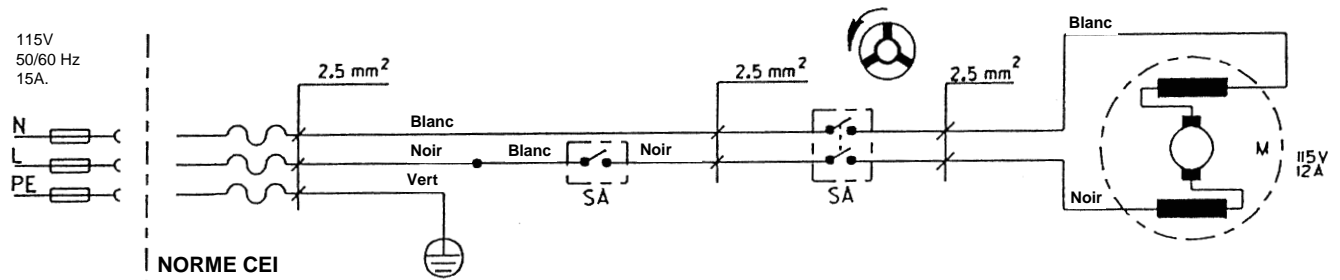 115V
50/60 Hz
15A.
2.5 mm²
2.5 mm²
2.5 mm²
Blanc
N
Blanc
L
Noir
Blanc
Noir
PE
Vert
SA
SA
M
115V
12A
Noir
NORME CEI